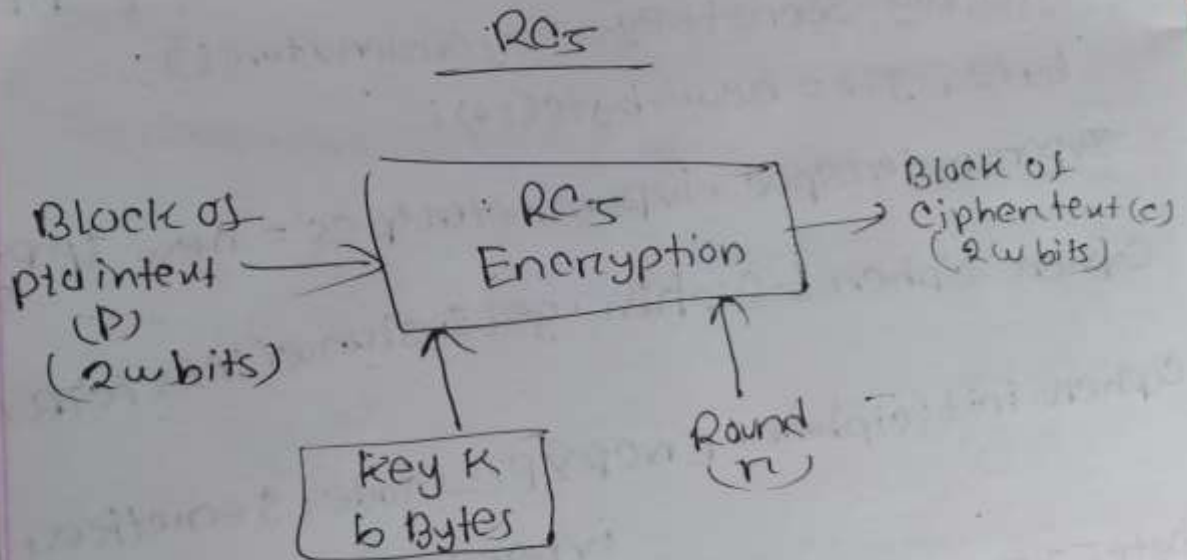 RC5
Block of
plaintext
(P)
(2w bits)
RC5
Encryption
Block of
Ciphertext (c)
(2w bits)
Key K
b Bytes
Round
(r)